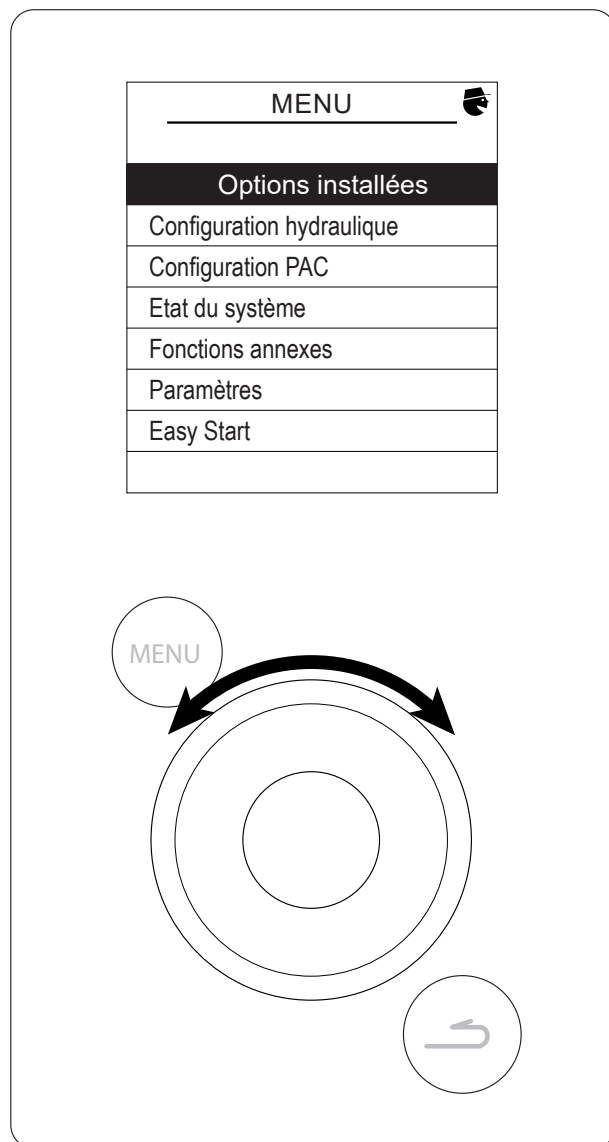 MENU
Options installées
Configuration hydraulique
Configuration PAC
Etat du système
Fonctions annexes
Paramètres
Easy Start
MENU